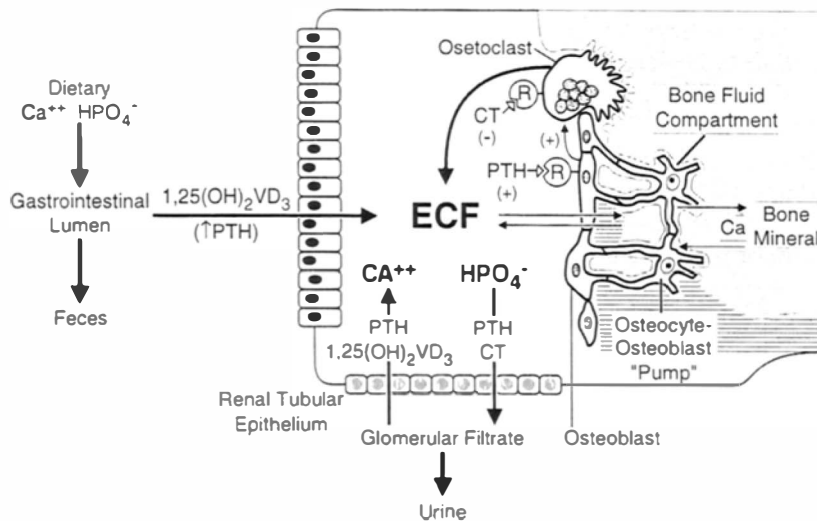 Osetoclast
Dietary
Ca++ HPO4-
R
CT
(-)
(+)
Bone Fluid
Compartment
PTH
R
(+)
Gastrointestinal
Lumen
1,25(OH)2VD3
(↑PTH)
ECF
Ca
Bone
Mineral
CA++
HPO4-
Feces
PTH
1,25(OH)2VD3
PTH
CT
Osteocyte-
Osteoblast
"Pump"
Renal Tubular
Epithelium
Glomerular Filtrate
Osteoblast
Urine